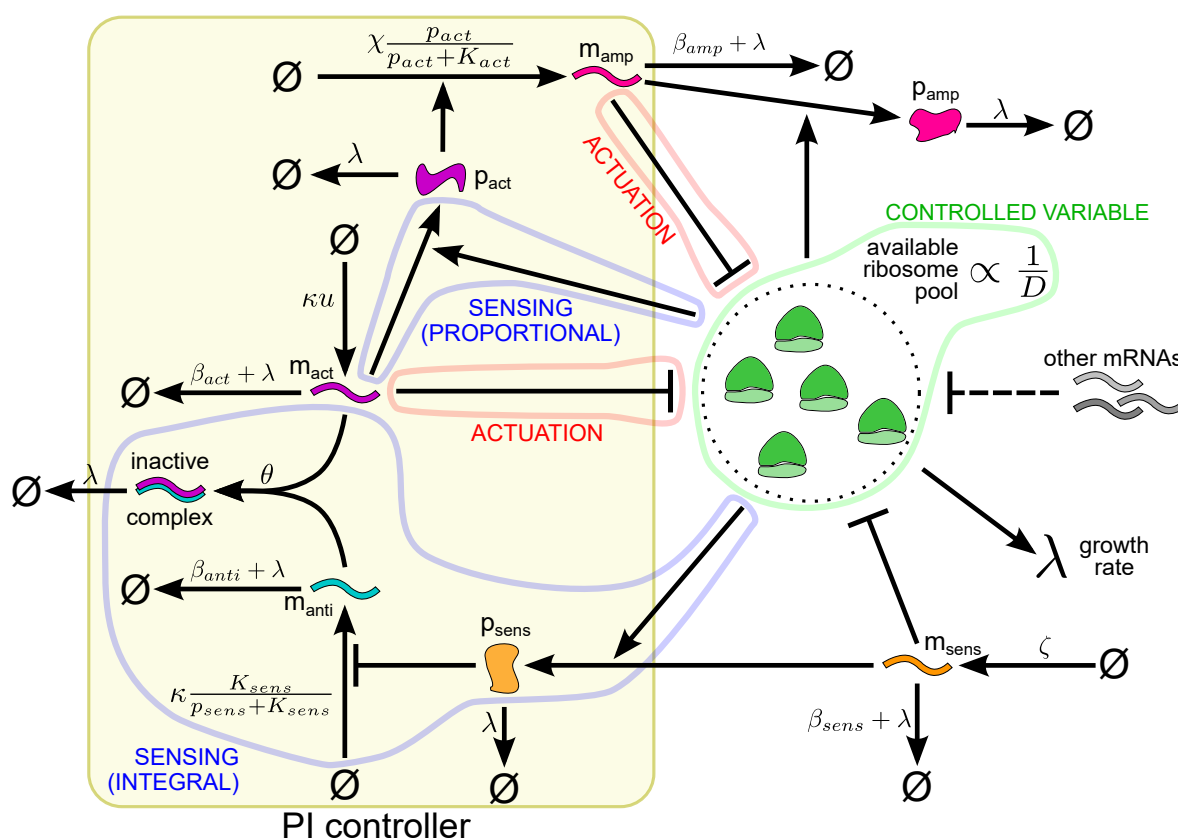 χ p_act / (p_act + K_act)
m_amp
β_amp + λ
Ø
Ø
p_amp
λ
Ø
Ø
λ
p_act
ACTUATION
CONTROLLED VARIABLE
available
ribosome
pool
∝ 1/D
Ø
κu
SENSING
(PROPORTIONAL)
m_act
β_act + λ
Ø
ACTUATION
other mRNAs
inactive
complex
λ
Ø
θ
β_anti + λ
Ø
m_anti
λ
growth
rate
p_sens
m_sens
ζ
Ø
κ K_sens / (p_sens + K_sens)
λ
β_sens + λ
SENSING
(INTEGRAL)
Ø
Ø
Ø
PI controller